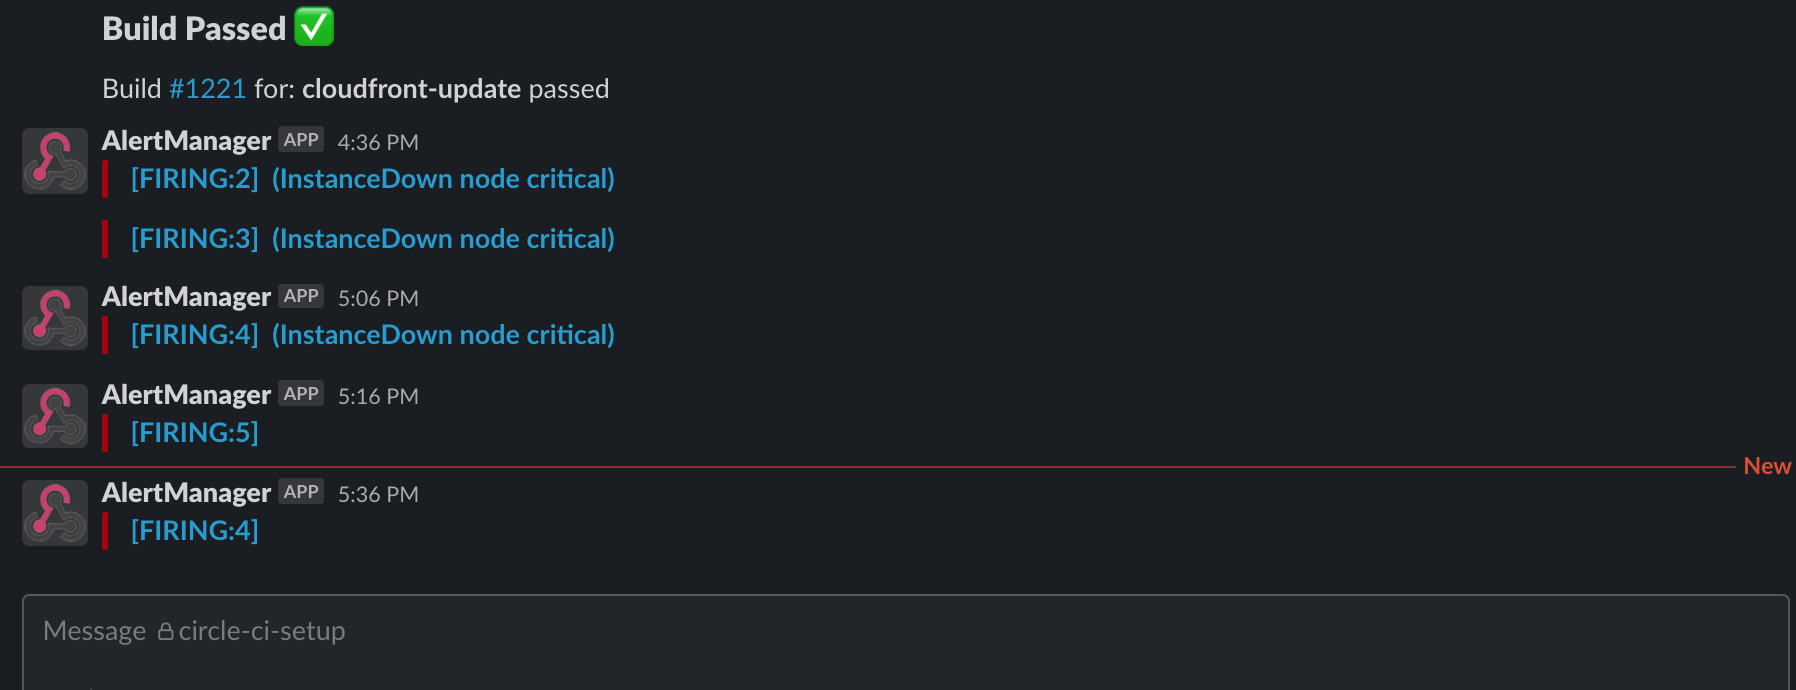 Build Passed ✅
Build #1221 for: cloudfront-update passed
AlertManager APP 4:36 PM
[FIRING:2] (InstanceDown node critical)
[FIRING:3] (InstanceDown node critical)
AlertManager APP 5:06 PM
[FIRING:4] (InstanceDown node critical)
AlertManager APP 5:16 PM
[FIRING:5]
New
AlertManager APP 5:36 PM
[FIRING:4]
Message circle-ci-setup